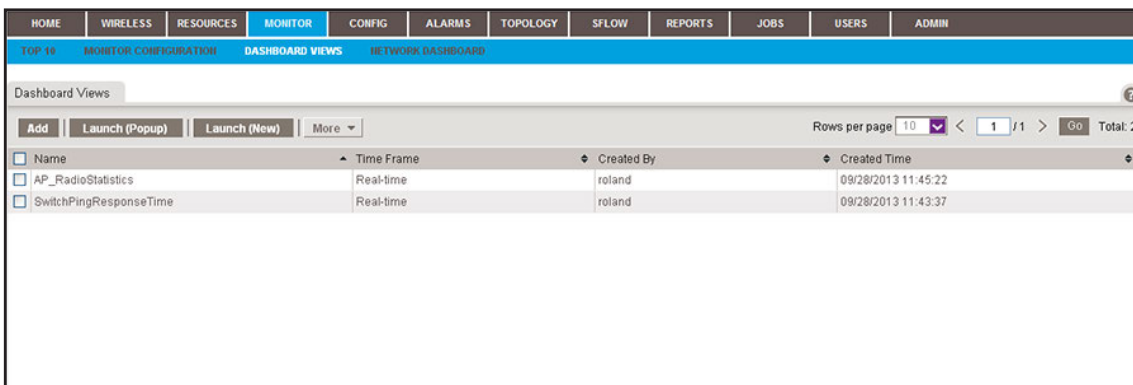 HOME WIRELESS RESOURCES MONITOR CONFIG ALARMS TOPOLOGY SFLOW REPORTS JOBS USERS ADMIN
TOP 10 MONITOR CONFIGURATION DASHBOARD VIEWS NETWORK DASHBOARD
Dashboard Views ?
Add Launch (Popup) Launch (New) More Rows per page 10 < 1 /1 > Go Total: 2
Name Time Frame Created By Created Time
AP_RadioStatistics Real-time roland 09/28/2013 11:45:22
SwitchPingResponseTime Real-time roland 09/28/2013 11:43:37